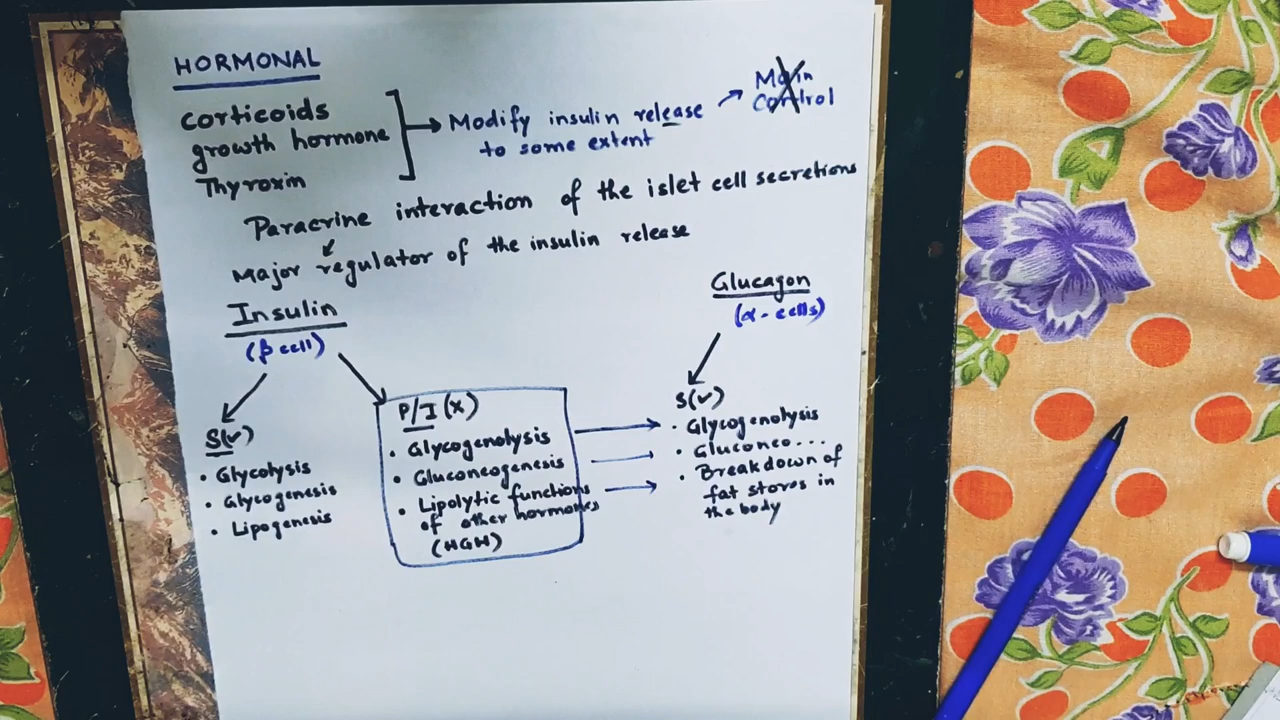 HORMONAL
corticoids
growth hormone
Thyroxin
Modify insulin release
to some extent
Main
Control
Paracrine interaction of the islet cell secretions
Major regulator of the insulin release
Insulin
(β cell)
S(✓)
• Glycolysis
• Glycogenesis
• Lipogenesis
P/I (x)
• Glycogenolysis
• Gluconeogenesis
• Lipolytic functions
of other hormones
(HGH)
Glucagon
(α-cells)
S(✓)
• Glycogenolysis
• Gluconeo...
• Breakdown of
fat stores in
the body